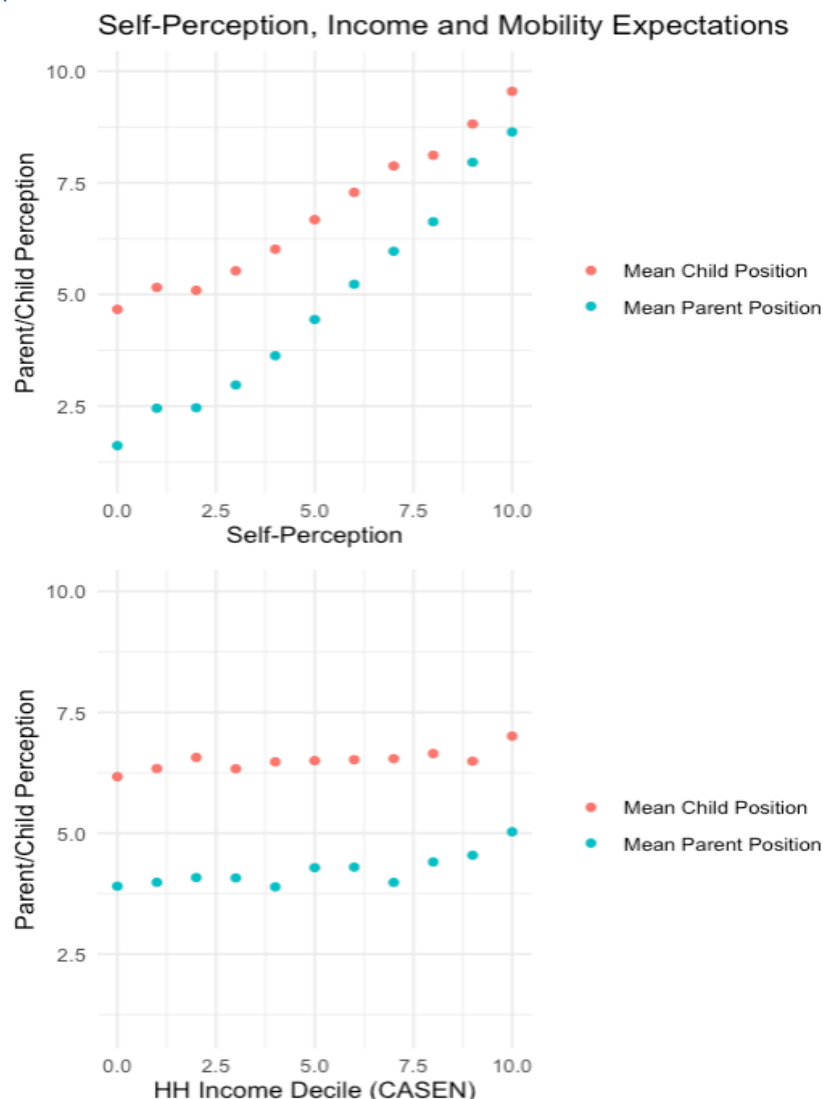 Self-Perception, Income and Mobility Expectations
10.0
7.5
5.0
2.5
Parent/Child Perception
0.0 2.5 5.0 7.5 10.0
Self-Perception
Mean Child Position
Mean Parent Position
10.0
7.5
5.0
2.5
Parent/Child Perception
0.0 2.5 5.0 7.5 10.0
HH Income Decile (CASEN)
Mean Child Position
Mean Parent Position